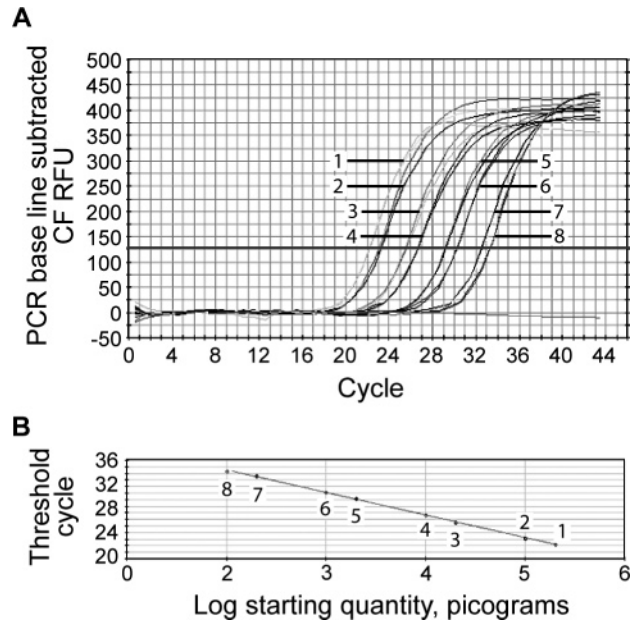 A
PCR base line subtracted
CF RFU
500
450
400
350
300
250
200
150
100
50
0
-50
1
2
3
4
5
6
7
8
0 4 8 12 16 20 24 28 32 36 40 44
Cycle
B
Threshold
cycle
36
32
28
24
20
8 7 6 5 4 3 2 1
0 2 3 4 5 6
Log starting quantity, picograms